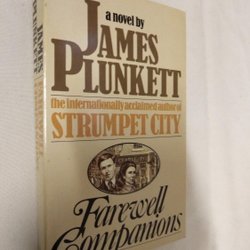 a novel by
JAMES
PLUNKETT
the internationally acclaimed author of
STRUMPET CITY
Farewell
Companions